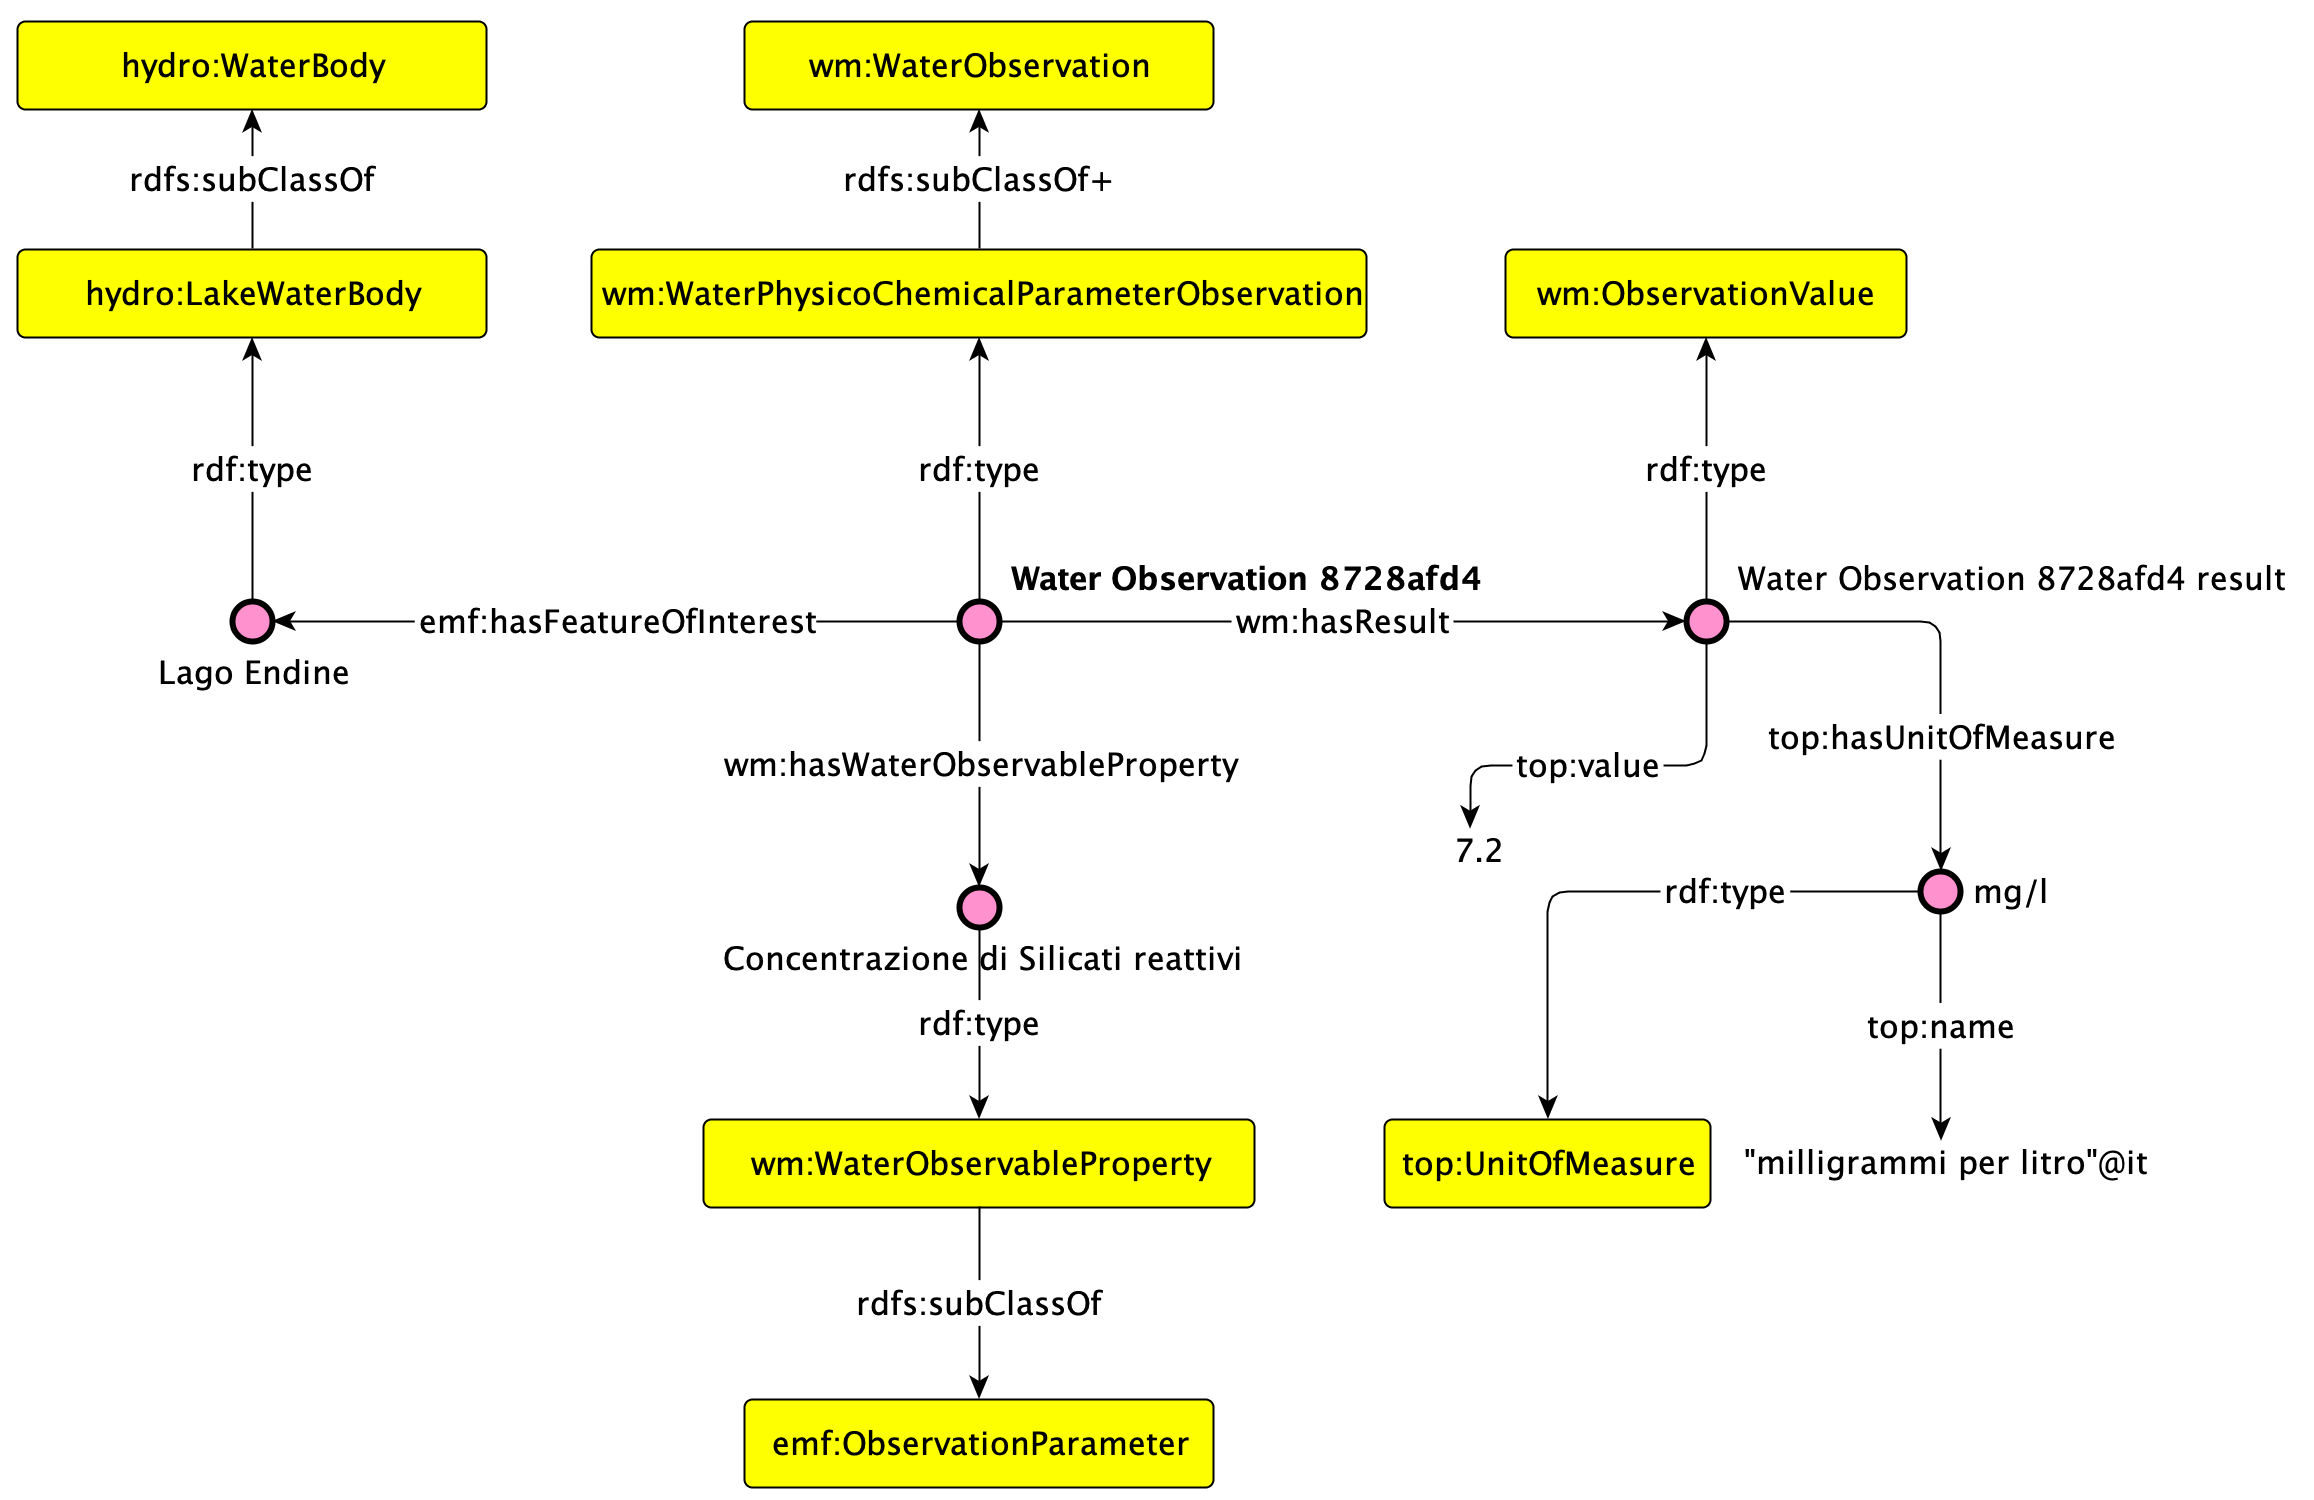 hydro:WaterBody
wm:WaterObservation
rdfs:subClassOf
rdfs:subClassOf+
hydro:LakeWaterBody
wm:WaterPhysicoChemicalParameterObservation
wm:ObservationValue
rdf:type
rdf:type
rdf:type
Water Observation 8728afd4
Water Observation 8728afd4 result
emf:hasFeatureOfInterest
wm:hasResult
Lago Endine
top:hasUnitOfMeasure
wm:hasWaterObservableProperty
top:value
7.2
rdf:type
mg/l
Concentrazione di Silicati reattivi
rdf:type
top:name
wm:WaterObservableProperty
top:UnitOfMeasure
"milligrammi per litro"@it
rdfs:subClassOf
emf:ObservationParameter